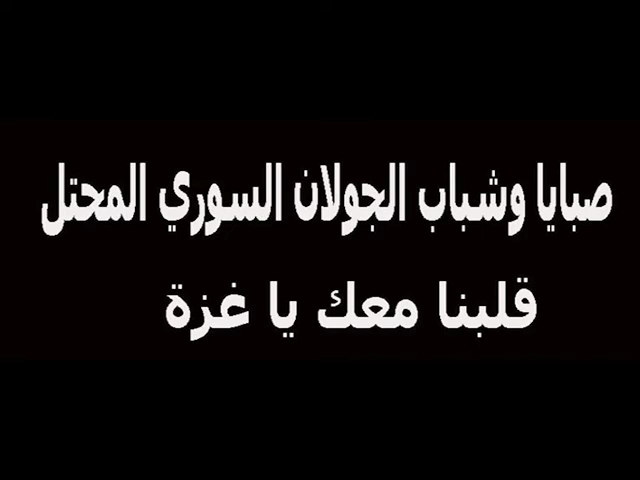 صبايا وشباب الجولان السوري المحتل
قلبنا معك يا غزة